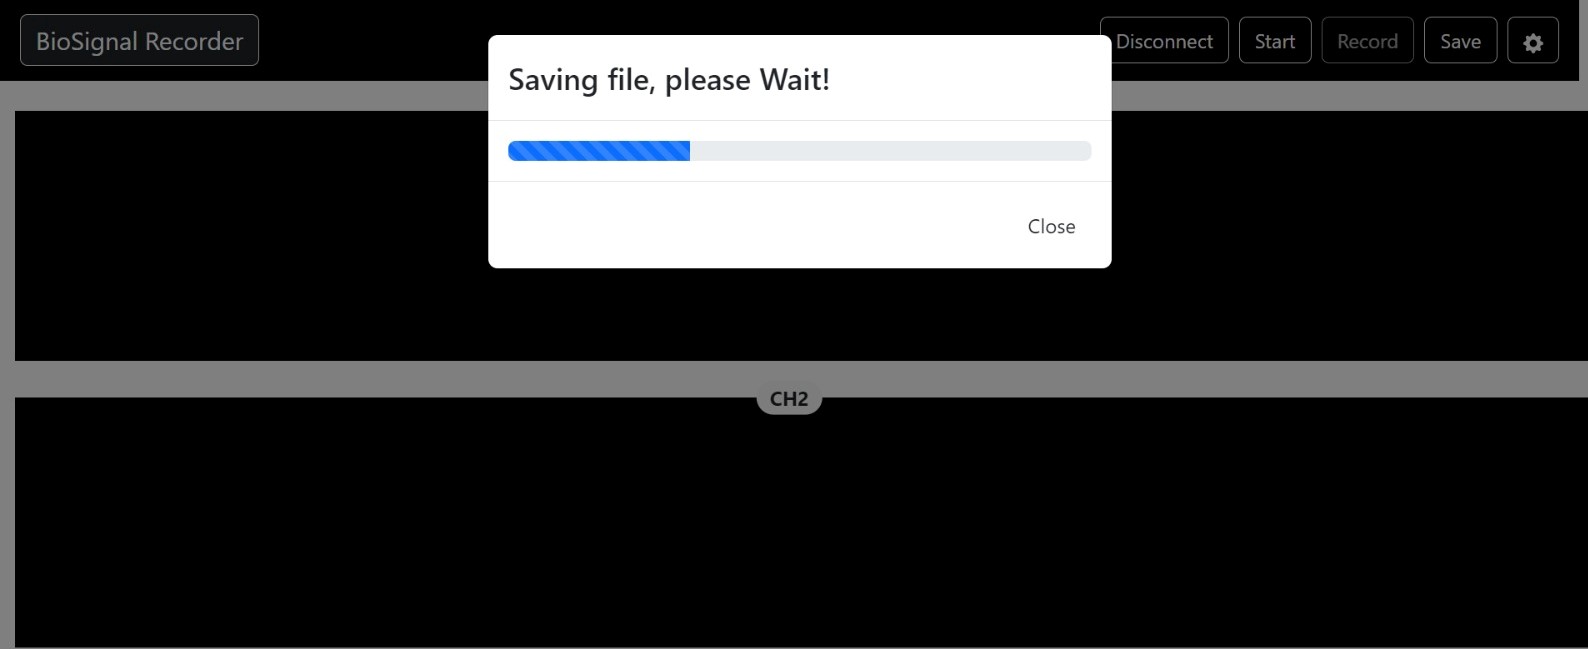 BioSignal Recorder
Disconnect
Start
Record
Save
Saving file, please Wait!
Close
CH2